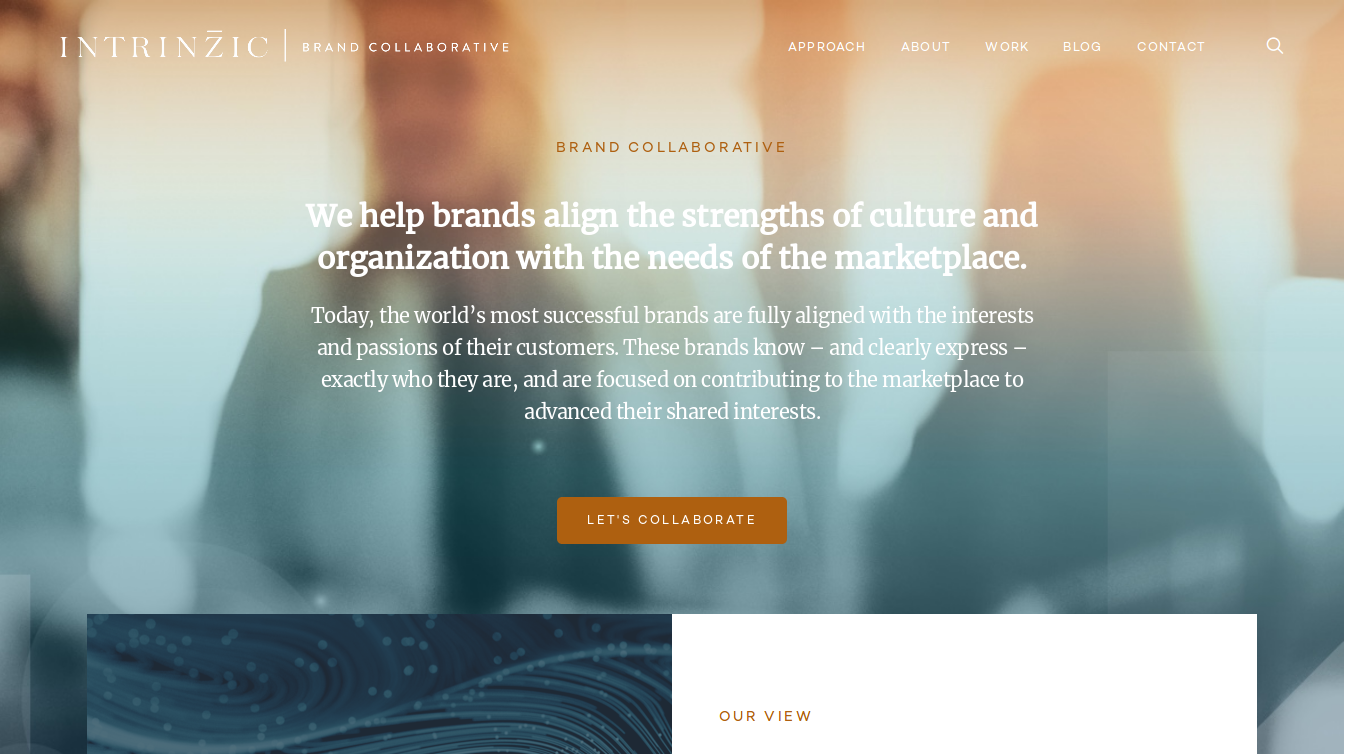 INTRINZ̄IC | BRAND COLLABORATIVE
APPROACH ABOUT WORK BLOG CONTACT
BRAND COLLABORATIVE
We help brands align the strengths of culture and
organization with the needs of the marketplace.
Today, the world’s most successful brands are fully aligned with the interests
and passions of their customers. These brands know – and clearly express –
exactly who they are, and are focused on contributing to the marketplace to
advanced their shared interests.
LET'S COLLABORATE
OUR VIEW